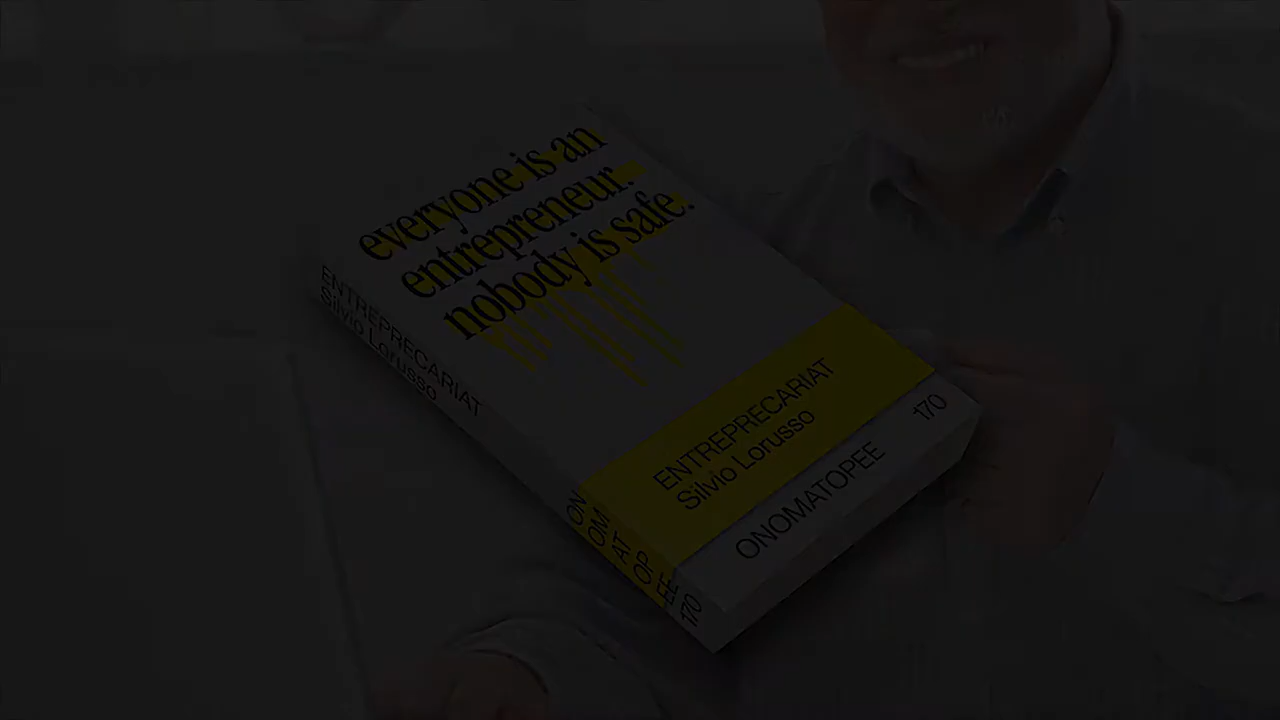 everyone is an
entrepreneur.
nobody is safe.
ENTREPRECARIAT
Silvio Lorusso
ENTREPRECARIAT
Silvio Lorusso
170
ONOMATOPEE
ON
OM
AT
OP
EE
170